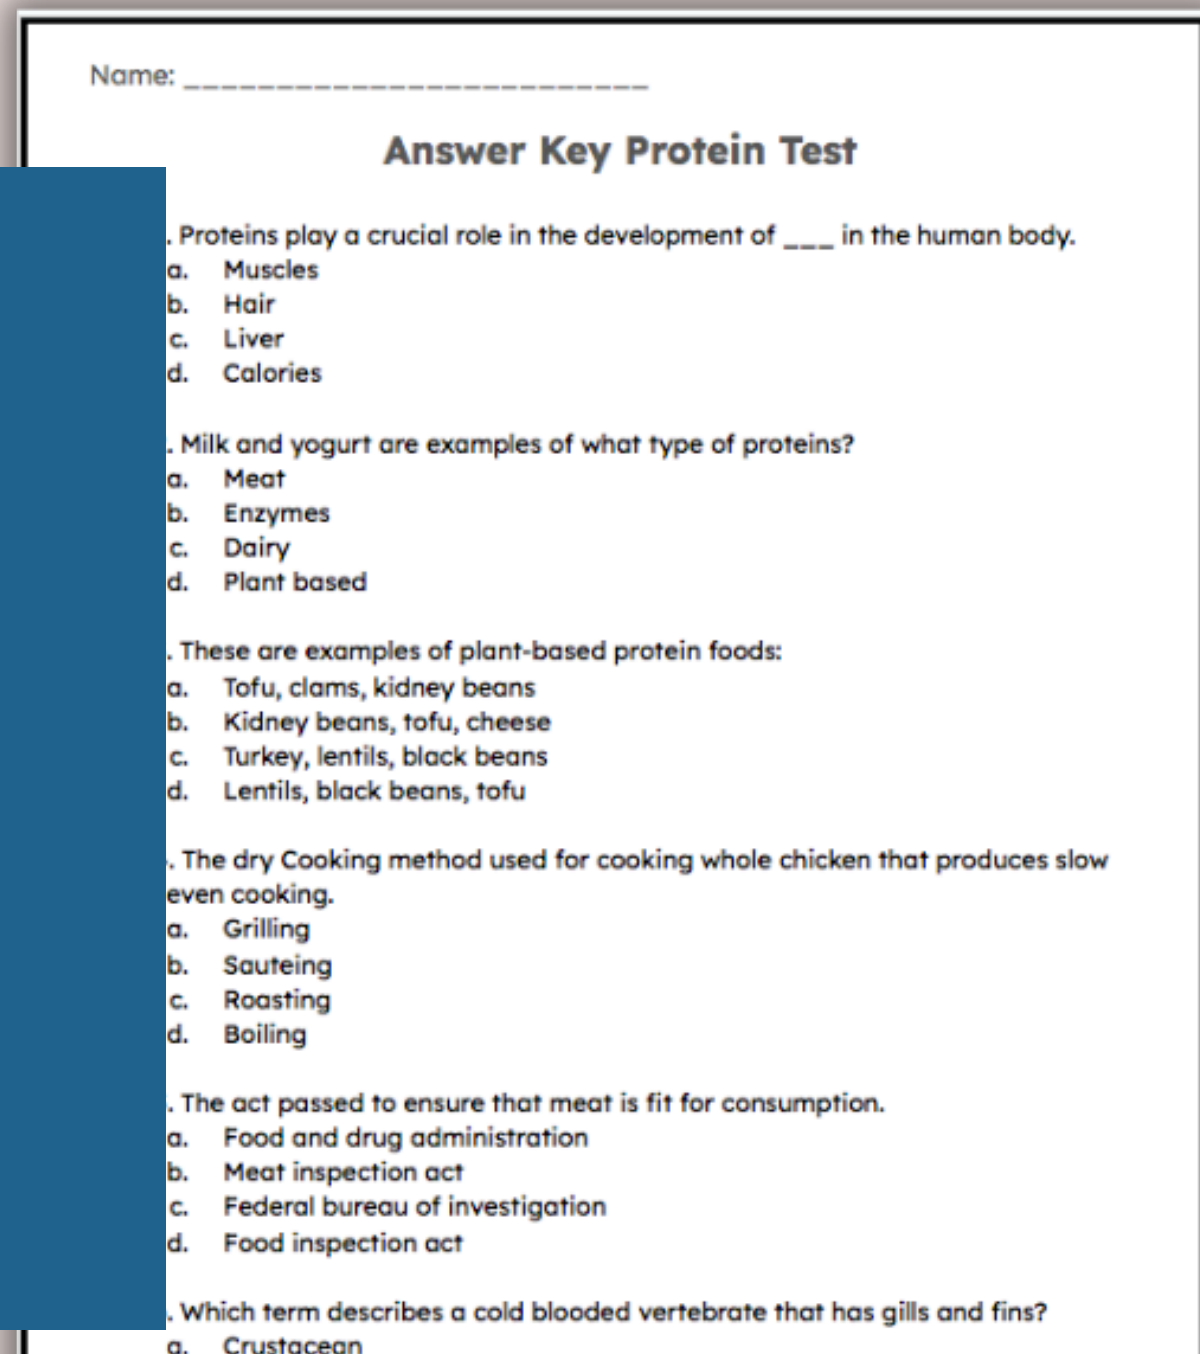 Name: _________________________
Answer Key Protein Test
. Proteins play a crucial role in the development of ___ in the human body.
a. Muscles
b. Hair
c. Liver
d. Calories
. Milk and yogurt are examples of what type of proteins?
a. Meat
b. Enzymes
c. Dairy
d. Plant based
. These are examples of plant-based protein foods:
a. Tofu, clams, kidney beans
b. Kidney beans, tofu, cheese
c. Turkey, lentils, black beans
d. Lentils, black beans, tofu
. The dry Cooking method used for cooking whole chicken that produces slow
even cooking.
a. Grilling
b. Sauteing
c. Roasting
d. Boiling
. The act passed to ensure that meat is fit for consumption.
a. Food and drug administration
b. Meat inspection act
c. Federal bureau of investigation
d. Food inspection act
. Which term describes a cold blooded vertebrate that has gills and fins?
a. Crustacean